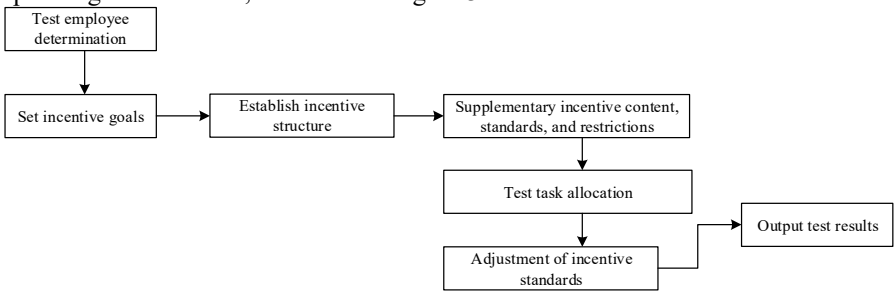 Test employee
determination
Set incentive goals
Establish incentive
structure
Supplementary incentive content,
standards, and restrictions
Test task allocation
Adjustment of incentive
standards
Output test results